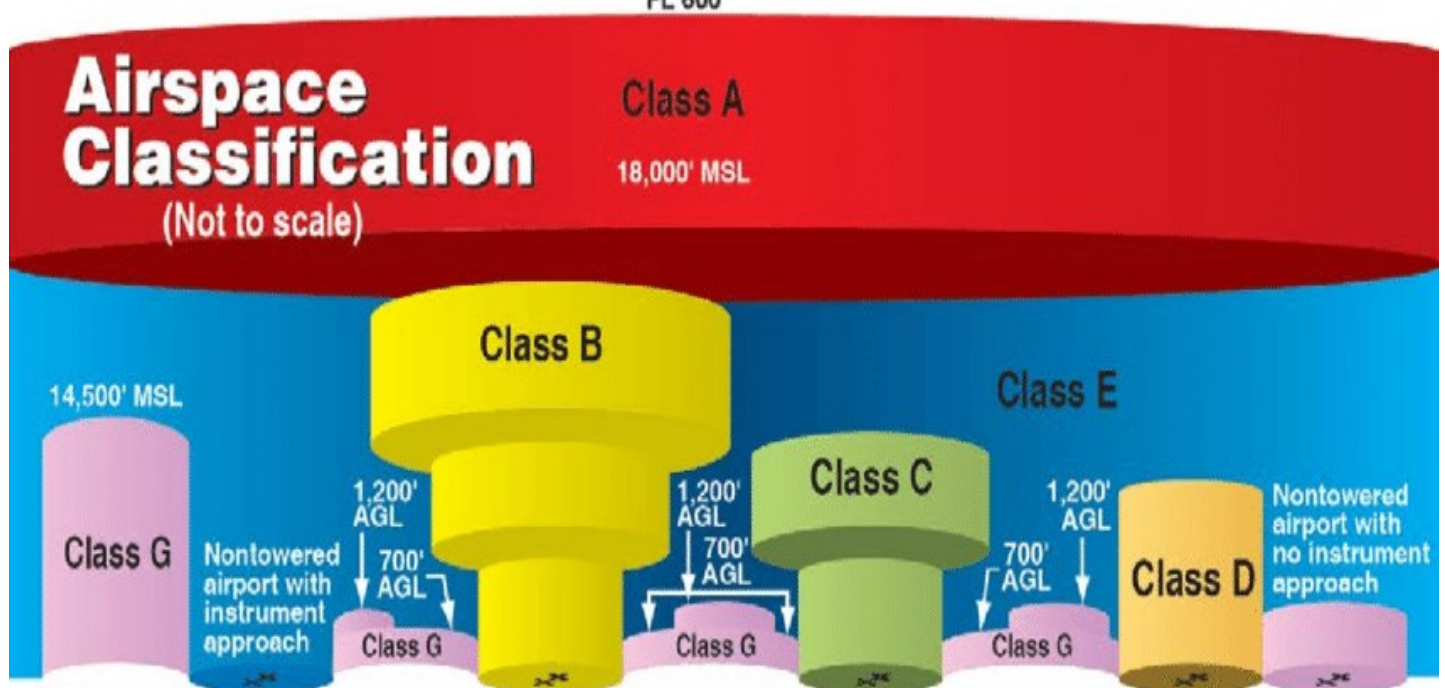 FL 600
Airspace
Classification
(Not to scale)
Class A
18,000' MSL
Class B
Class E
14,500' MSL
Class G
Nontowered
airport with
instrument
approach
1,200'
AGL
700'
AGL
Class G
1,200'
AGL
700'
AGL
Class G
Class C
700'
AGL
1,200'
AGL
Class G
Class D
Nontowered
airport with
no instrument
approach